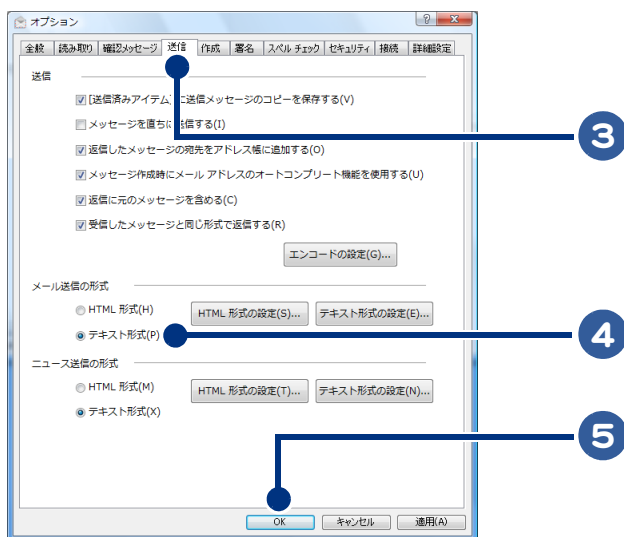 オプション
全般 読み取り 確認メッセージ 送信 作成 署名 スペル チェック セキュリティ 接続 詳細設定
送信
[送信済みアイテム] に送信メッセージのコピーを保存する(V)
3
メッセージを直ちに送信する(I)
返信したメッセージの宛先をアドレス帳に追加する(O)
メッセージ作成時にメール アドレスのオートコンプリート機能を使用する(U)
返信に元のメッセージを含める(C)
受信したメッセージと同じ形式で返信する(R)
エンコードの設定(G)...
メール送信の形式
HTML 形式(H) HTML 形式の設定(S)... テキスト形式の設定(E)...
テキスト形式(P)
4
ニュース送信の形式
HTML 形式(M) HTML 形式の設定(T)... テキスト形式の設定(N)...
テキスト形式(X)
5
OK キャンセル 適用(A)